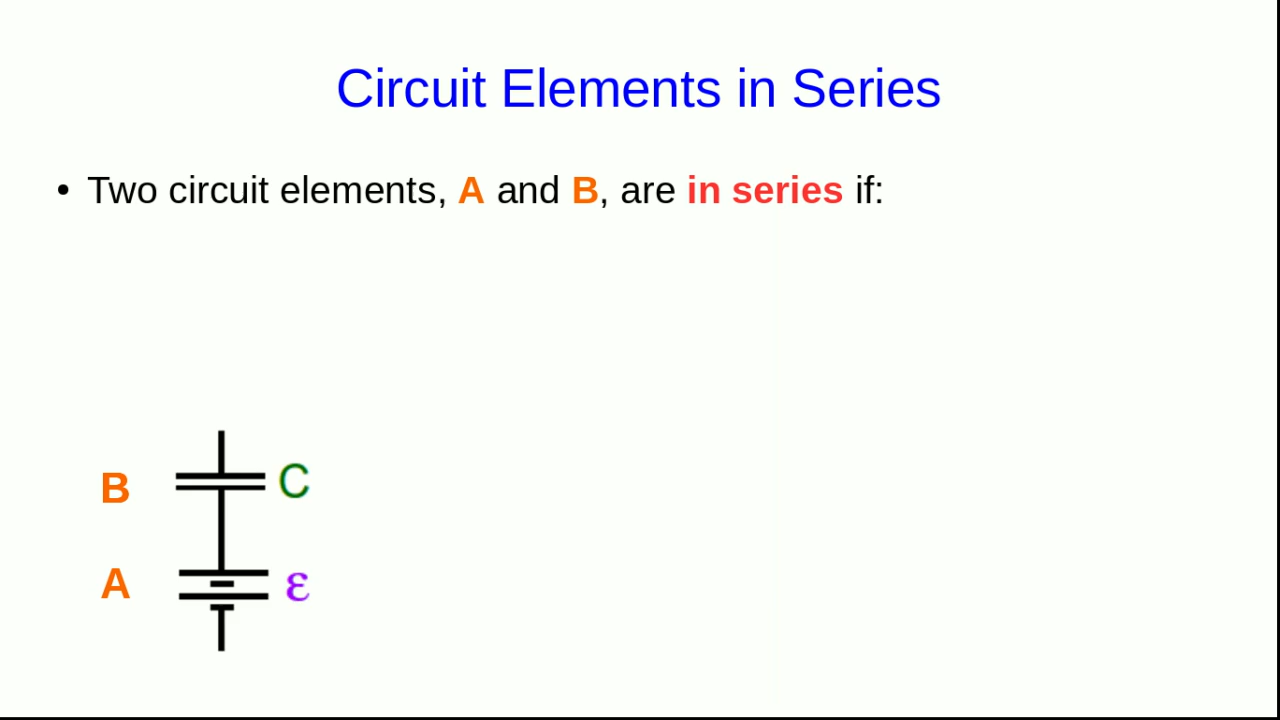 Circuit Elements in Series
• Two circuit elements, A and B, are in series if:
B C
A ε